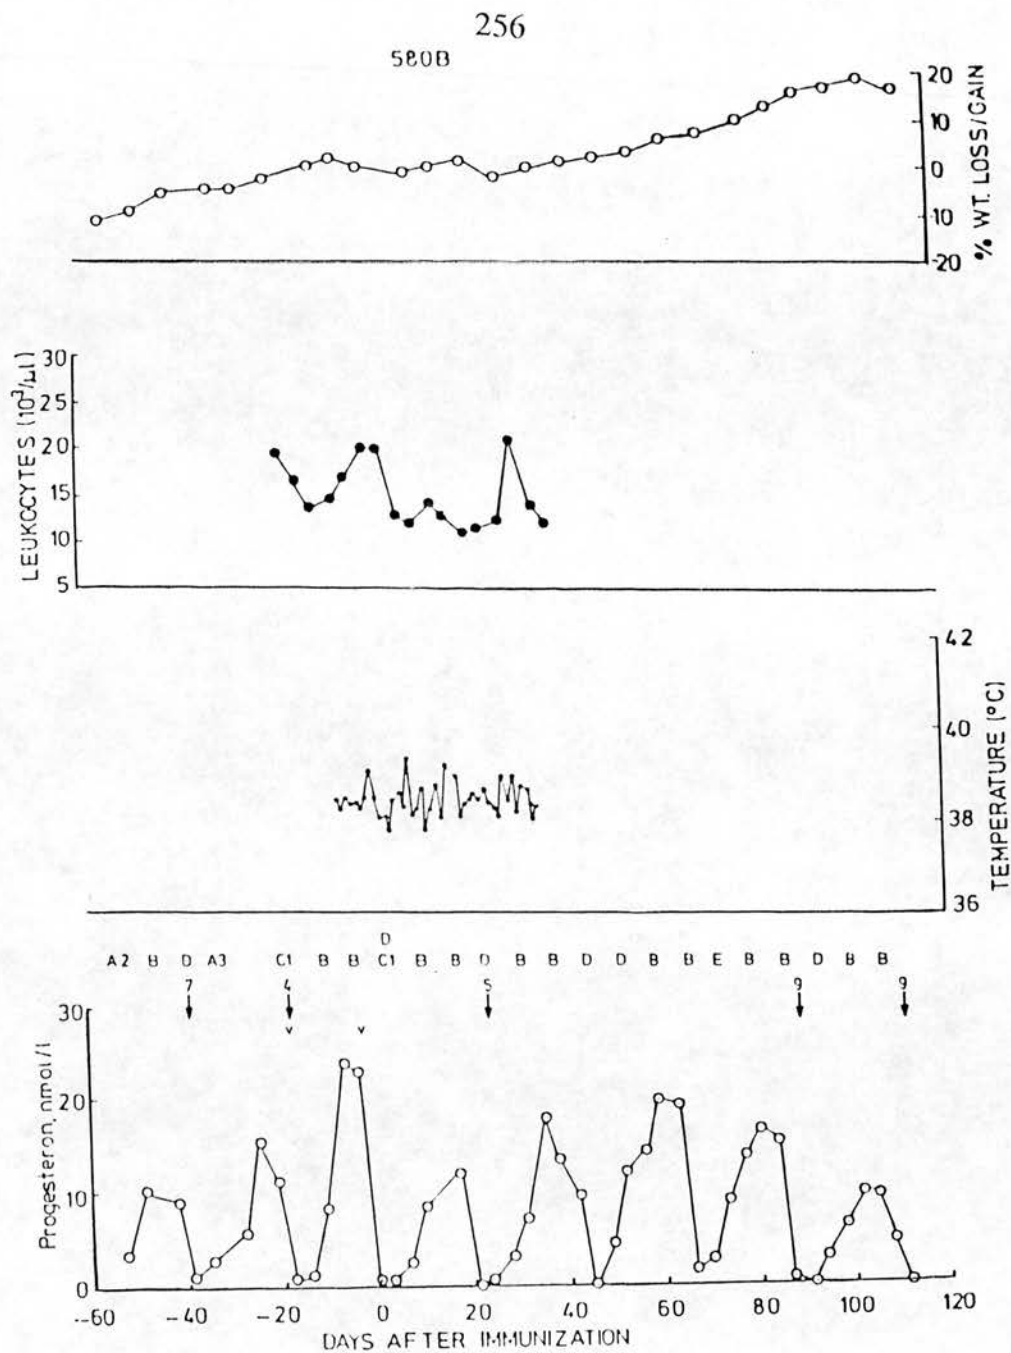 256
580B
20
10
0
10
-20
% WT. LOSS/GAIN
30
25
20
15
10
5
LEUKOCYTES (10³/µl)
42
40
38
36
TEMPERATURE (°C)
D
A2 B D A3 C1 B B C1 B B D B B D D B B E B B D B B
7 4 5 9 9
v v
30
20
10
0
Progesteron, nmol/l
-60 -40 -20 0 20 40 60 80 100 120
DAYS AFTER IMMUNIZATION